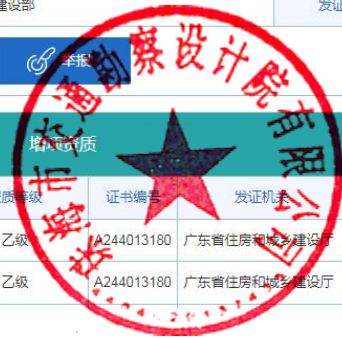 建设部
发证
举报
珠海市交通勘察设计院有限公司
增项资质
资质等级 证书编号 发证机关
乙级 A244013180 广东省住房和城乡建设厅
乙级 A244013180 广东省住房和城乡建设厅